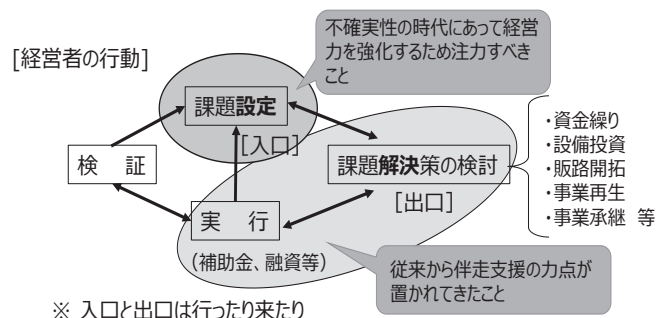 不確実性の時代にあって経営
力を強化するため注力すべき
こと
[経営者の行動]
課題設定
[入口]
検　証
課題解決策の検討
[出口]
・資金繰り
・設備投資
・販路開拓
・事業再生
・事業承継 等
実　行
(補助金、融資等)
従来から伴走支援の力点が
置かれてきたこと
※ 入口と出口は行ったり来たり